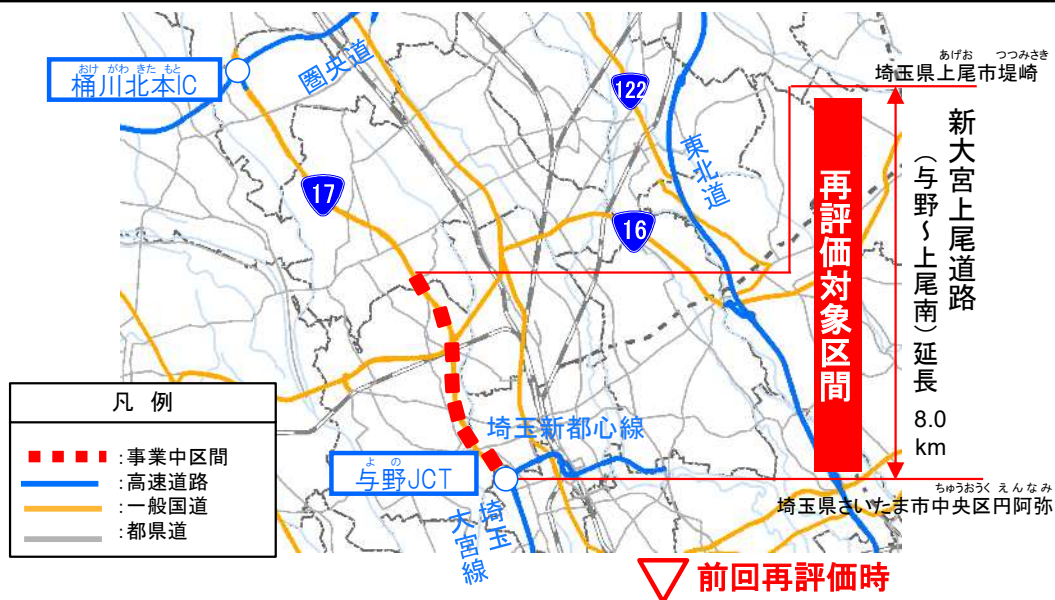 おけ がわ きた もと
桶川北本IC
圏央道
122
東北道
17
16
あげお つつみさき
埼玉県上尾市堤崎
再評価対象区間
新大宮上尾道路
（与野～上尾南）延長 8.0 km
凡 例
：事業中区間
：高速道路
：一般国道
：都県道
埼玉新都心線
よ の
与野JCT
埼玉
大宮線
ちゅうおうく えんなみ
埼玉県さいたま市中央区円阿弥
前回再評価時